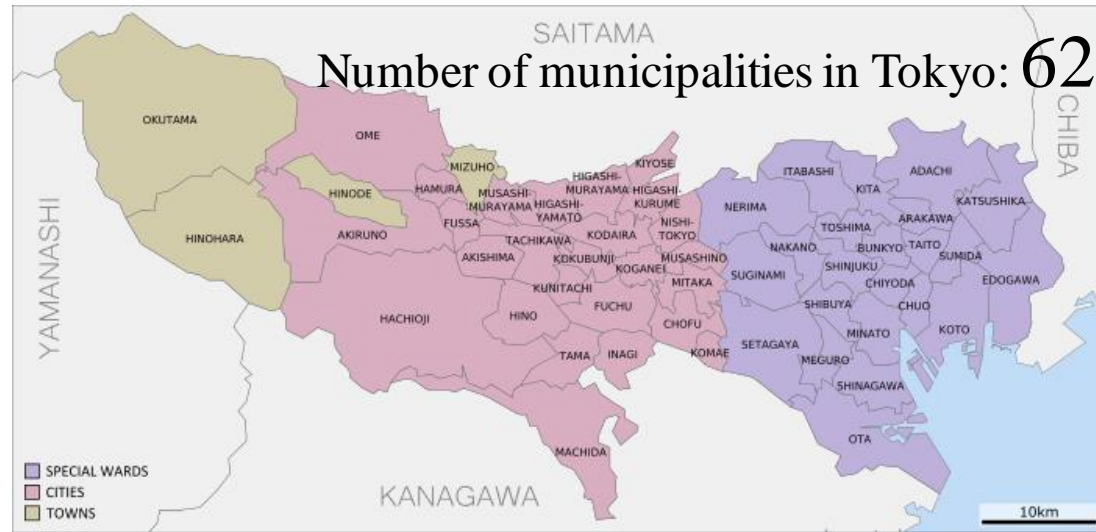 SAITAMA
Number of municipalities in Tokyo: 62
CHIBA
YAMANASHI
OKUTAMA
OME
MIZUHO
KIYOSE
HINODE
HAMURA
MUSASHI-
MURAYAMA
HIGASHI-
MURAYAMA
HIGASHI-
YAMATO
HIGASHI-
KURUME
HINOHARA
AKIRUNO
FUSSA
TACHIKAWA
KODAIRA
NISHI-
TOKYO
AKISHIMA
KOKUBUNJI
KOGANEI
MUSASHINO
KUNITACHI
MITAKA
HACHIOJI
HINO
FUCHU
CHOFU
TAMA
INAGI
KOMAE
MACHIDA
ITABASHI
KITA
ADACHI
NERIMA
KATSUSHIKA
ARAKAWA
TOSHIMA
NAKANO
BUNKYO
TAITO
SUMIDA
SUGINAMI
SHINJUKU
CHIYODA
EDOGAWA
SHIBUYA
CHUO
SETAGAYA
MINATO
KOTO
MEGURO
SHINAGAWA
OTA
SPECIAL WARDS
CITIES
TOWNS
KANAGAWA
10km